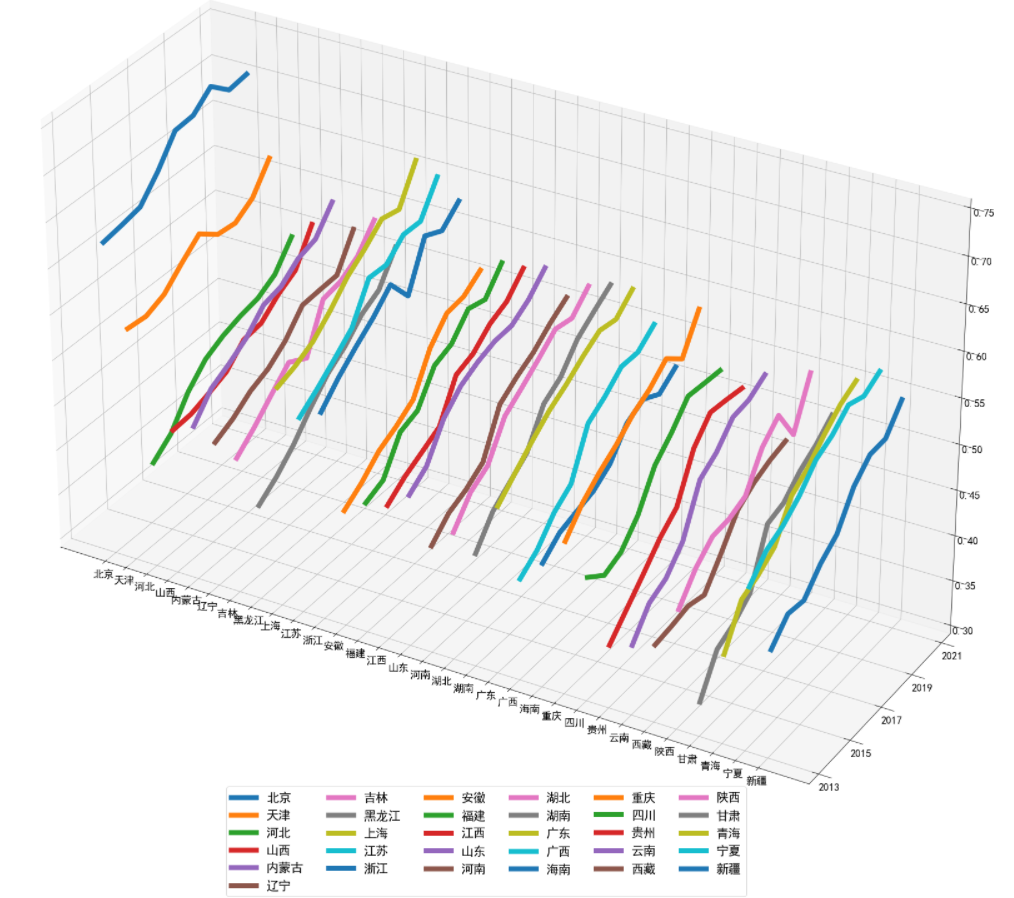 0.75
0.70
0.65
0.60
0.55
0.50
0.45
0.40
0.35
0.30
2021
2019
2017
2015
2013
北京
天津
河北
山西
内蒙古
辽宁
吉林
黑龙江
上海
江苏
浙江
安徽
福建
江西
山东
河南
湖北
湖南
广东
广西
海南
重庆
四川
贵州
云南
西藏
陕西
甘肃
青海
宁夏
新疆
北京 吉林 安徽 湖北 重庆 陕西
天津 黑龙江 福建 湖南 四川 甘肃
河北 上海 江西 广东 贵州 青海
山西 江苏 山东 广西 云南 宁夏
内蒙古 浙江 河南 海南 西藏 新疆
辽宁